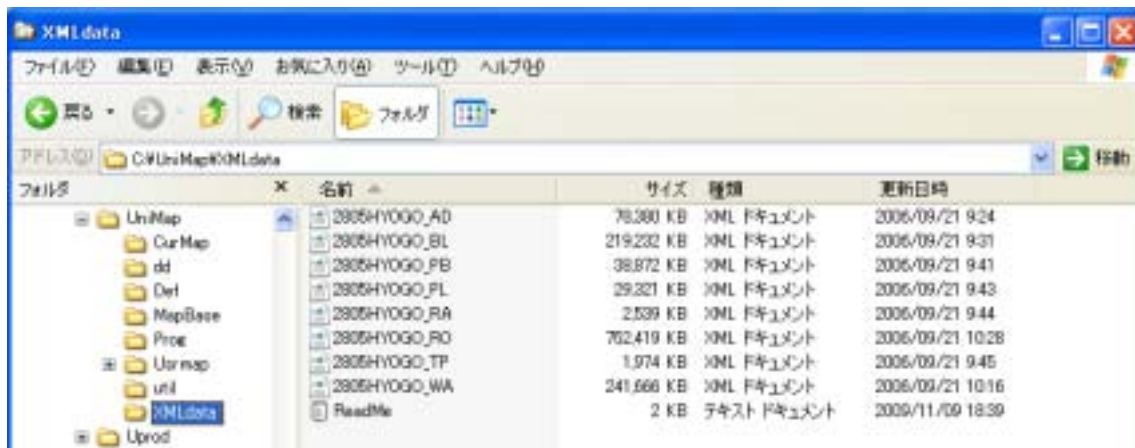 XMLdata
ファイル(F) 編集(E) 表示(V) お気に入り(A) ツール(T) ヘルプ(H)
戻る 検索 フォルダ
アドレス(D) C:¥UniMap¥XMLdata 移動
フォルダ × 名前 サイズ 種類 更新日時
UniMap
CurMap
dd
Def
MapBase
Prog
Usrmap
util
XMLdata
Uprod
2805HYOGO_AD 78,380 KB XML ドキュメント 2006/09/21 9:24
2805HYOGO_BL 219,232 KB XML ドキュメント 2006/09/21 9:31
2805HYOGO_PB 38,872 KB XML ドキュメント 2006/09/21 9:41
2805HYOGO_PL 29,321 KB XML ドキュメント 2006/09/21 9:43
2805HYOGO_RA 2,539 KB XML ドキュメント 2006/09/21 9:44
2805HYOGO_RO 752,419 KB XML ドキュメント 2006/09/21 10:28
2805HYOGO_TP 1,974 KB XML ドキュメント 2006/09/21 9:45
2805HYOGO_WA 241,666 KB XML ドキュメント 2006/09/21 10:16
ReadMe 2 KB テキスト ドキュメント 2009/11/09 18:39